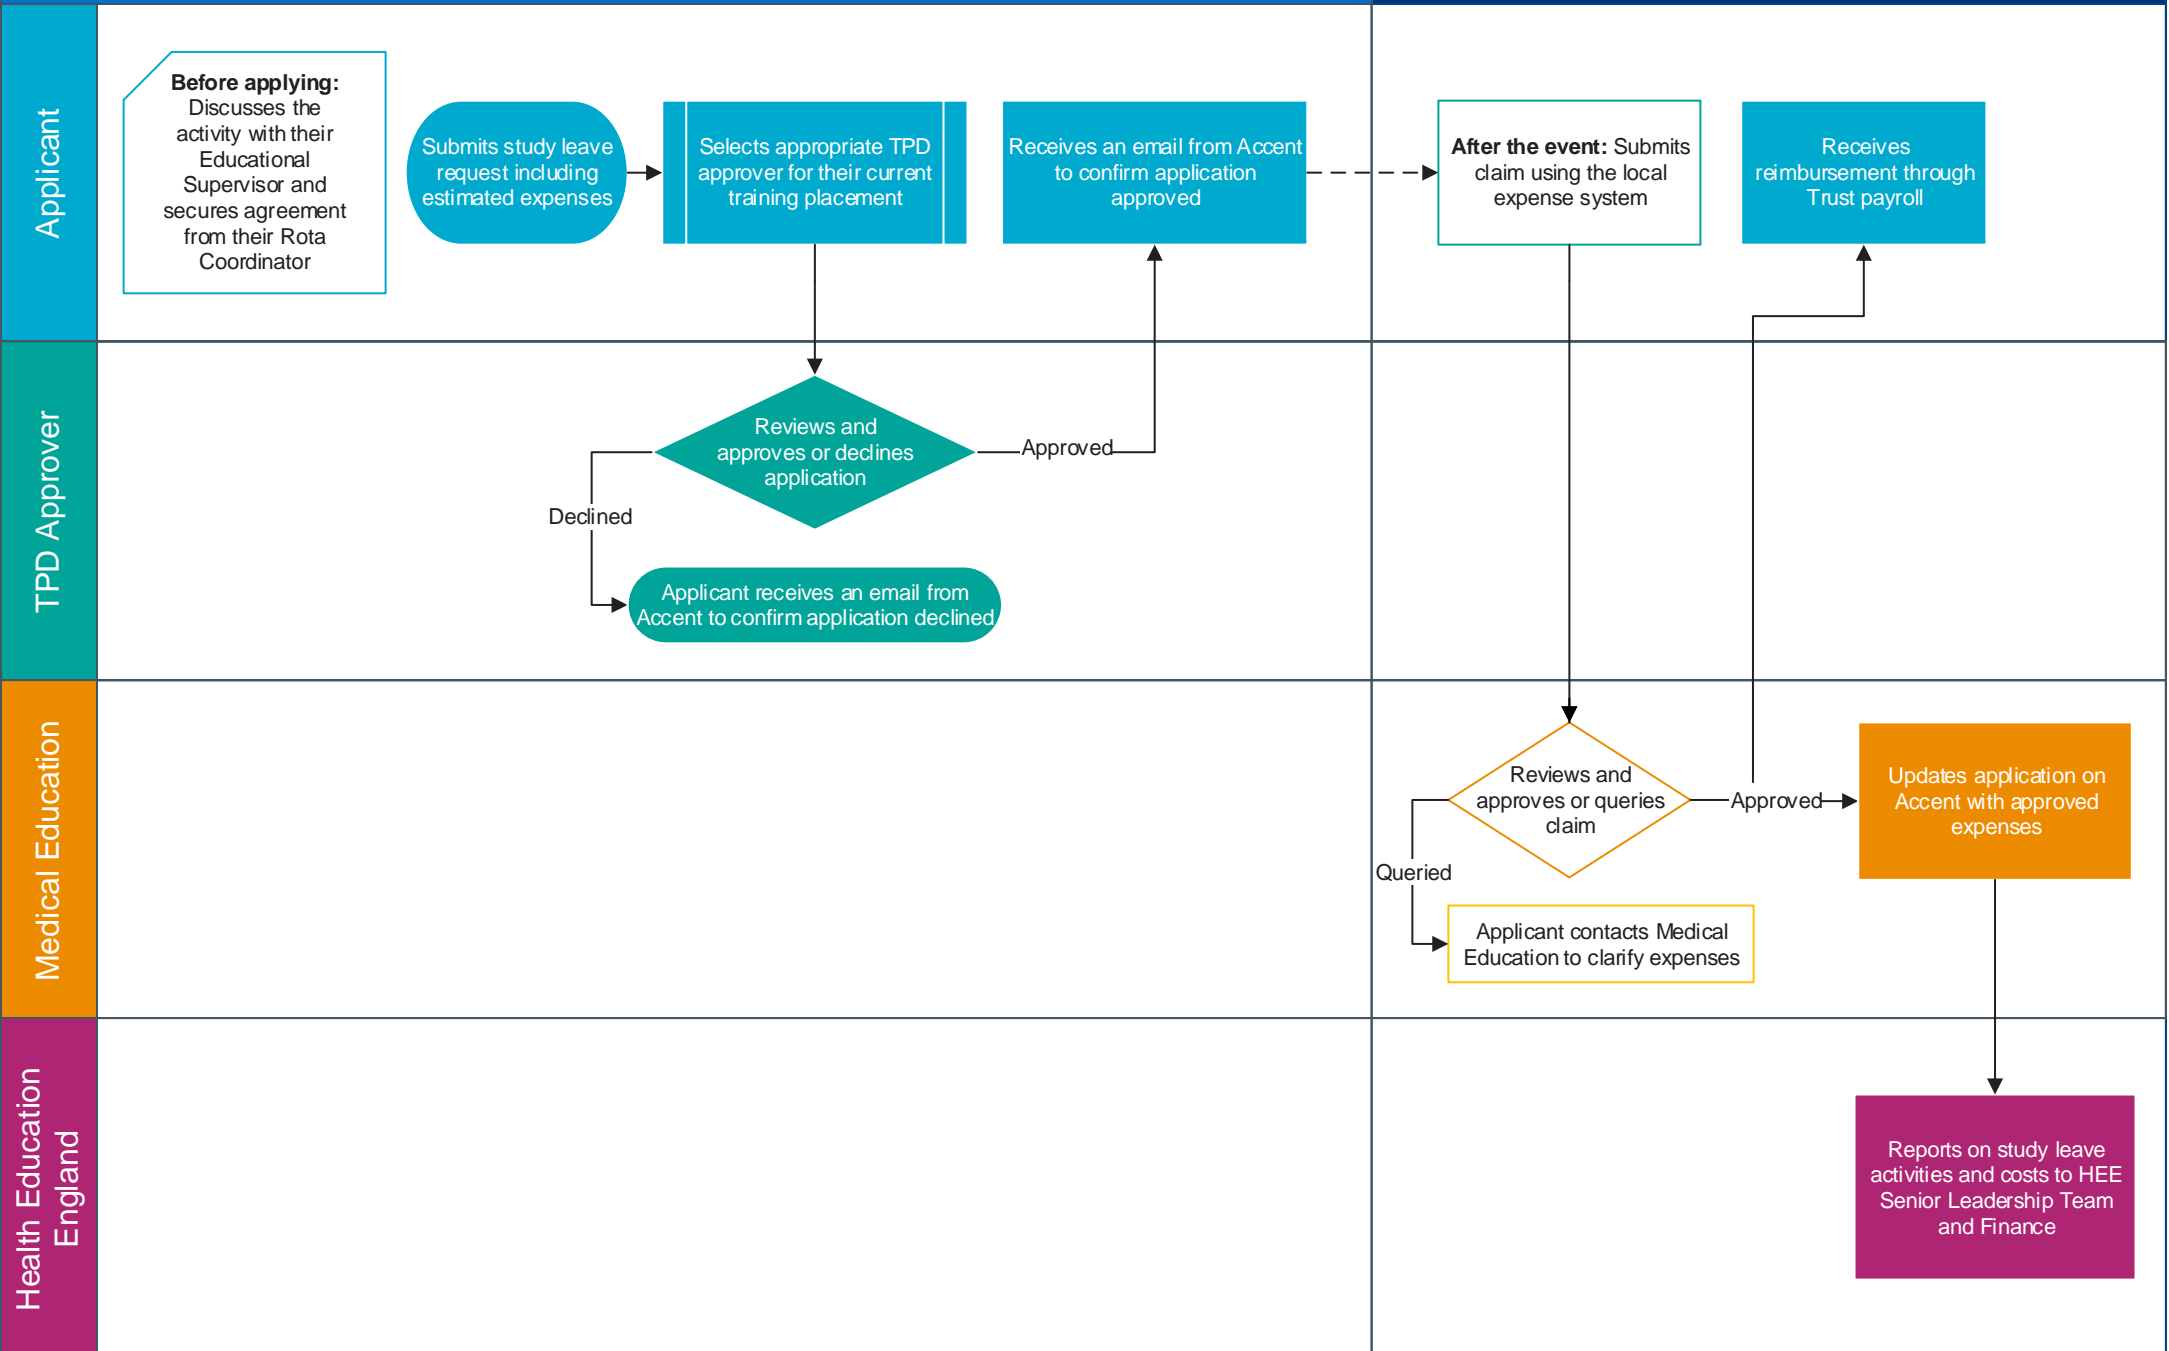 Applicant
Before applying:
Discusses the
activity with their
Educational
Supervisor and
secures agreement
from their Rota
Coordinator
Submits study leave
request including
estimated expenses
Selects appropriate TPD
approver for their current
training placement
Receives an email from Accent
to confirm application
approved
After the event: Submits
claim using the local
expense system
Receives
reimbursement through
Trust payroll
TPD Approver
Reviews and
approves or declines
application
Approved
Declined
Applicant receives an email from
Accent to confirm application declined
Medical Education
Reviews and
approves or queries
claim
Approved
Updates application on
Accent with approved
expenses
Queried
Applicant contacts Medical
Education to clarify expenses
Health Education
England
Reports on study leave
activities and costs to HEE
Senior Leadership Team
and Finance